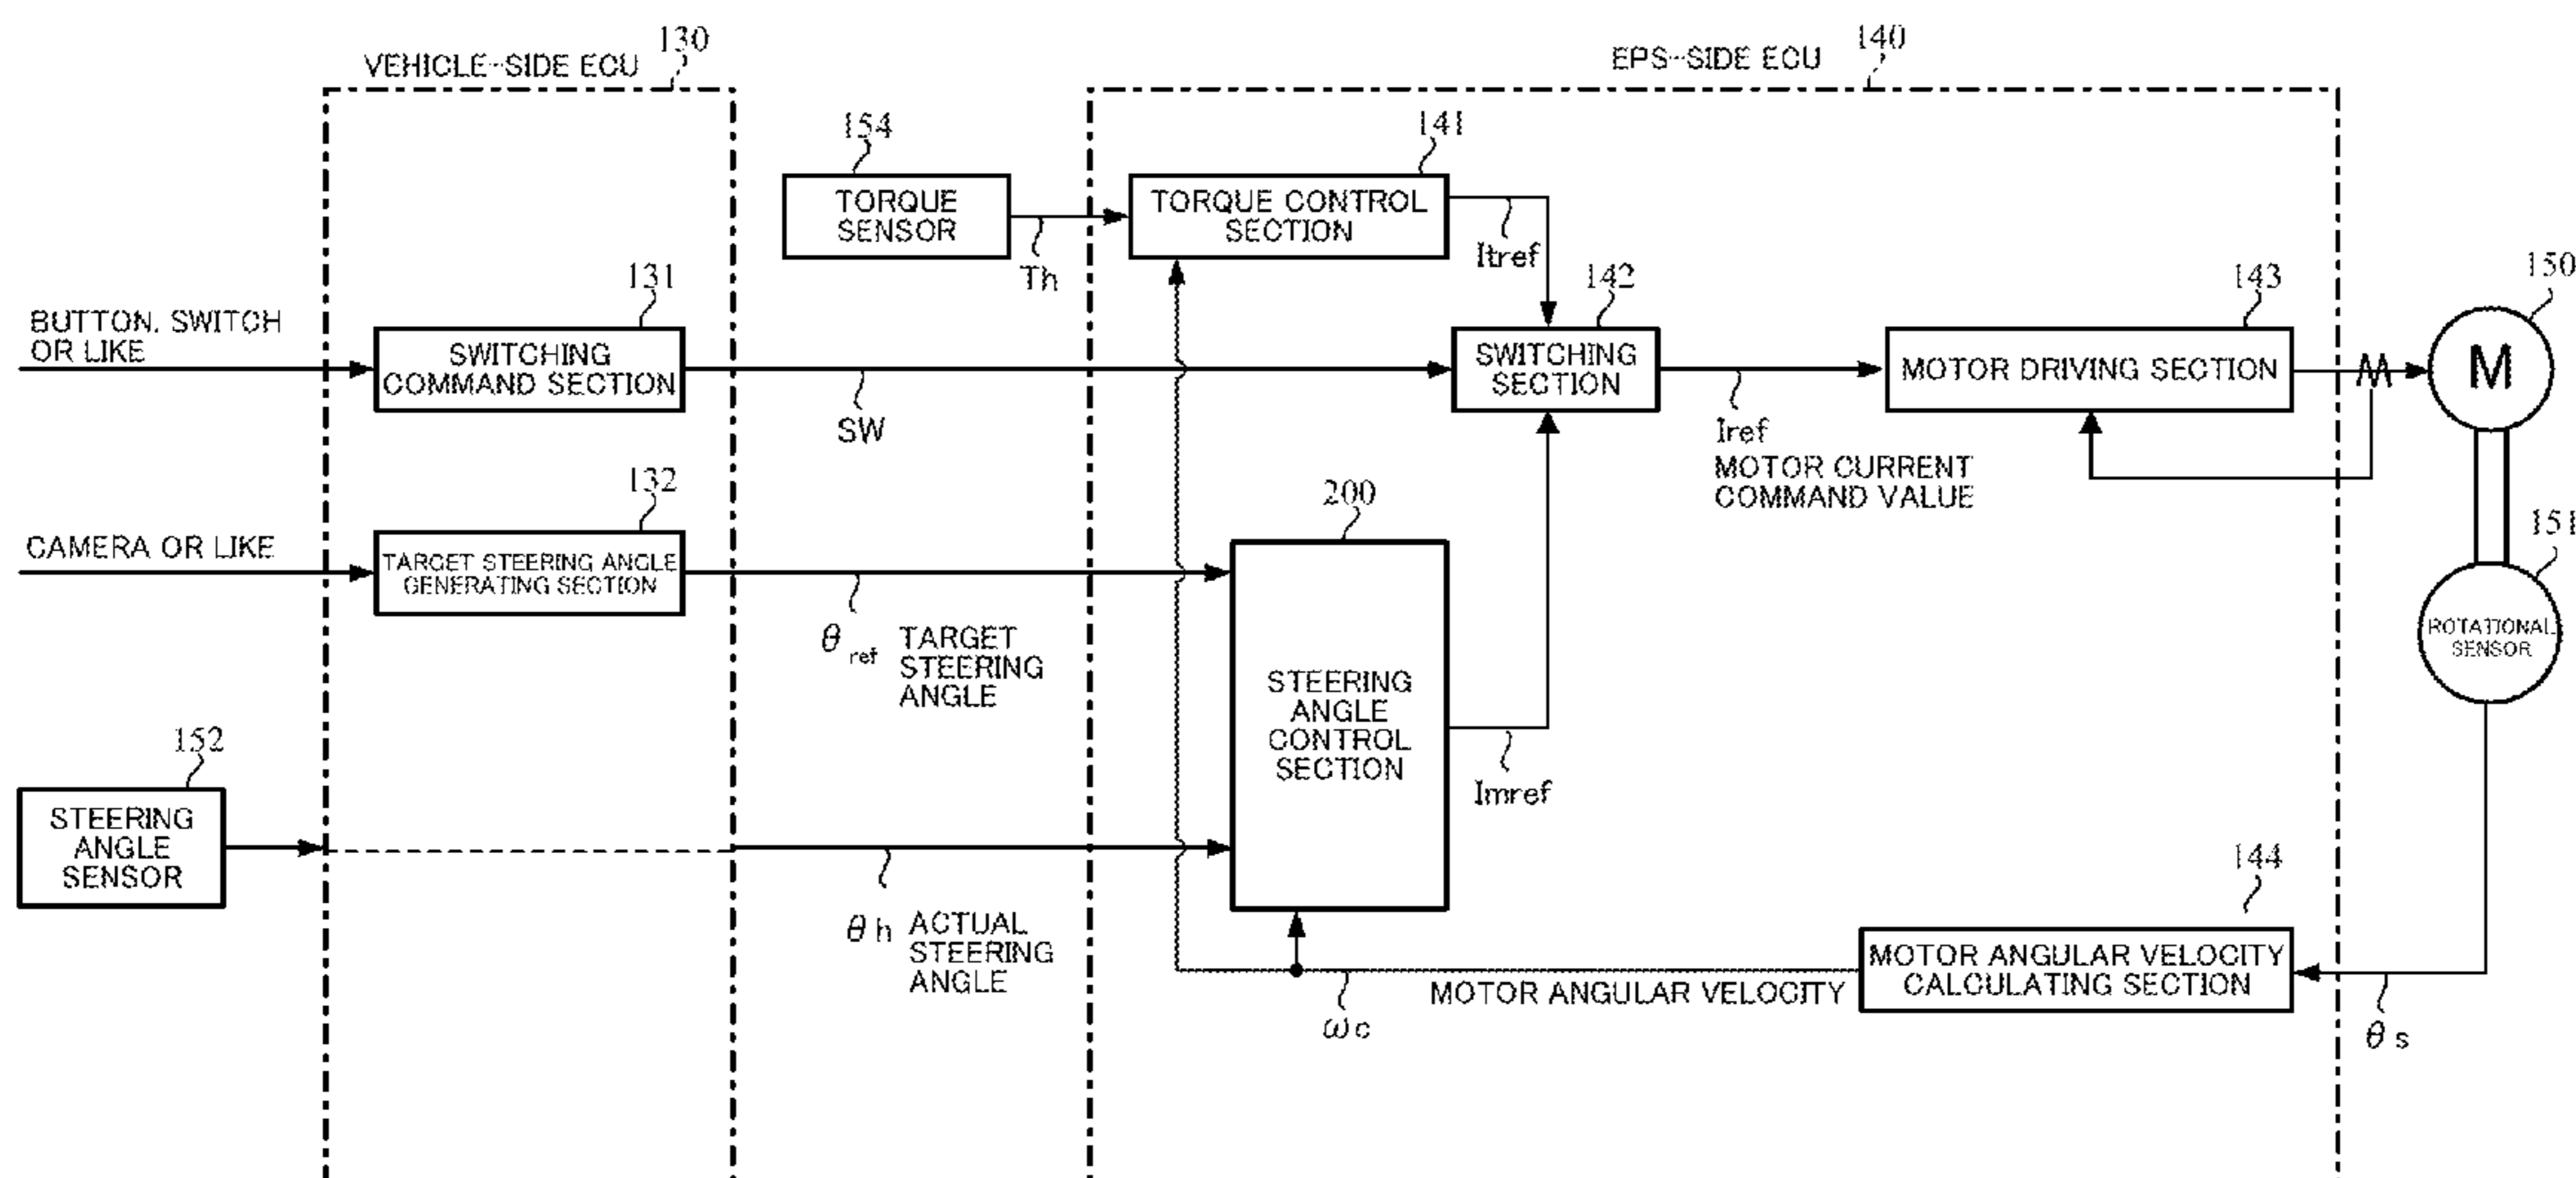 130
VEHICLE-SIDE ECU
140
EPS-SIDE ECU
154
141
TORQUE
SENSOR
TORQUE CONTROL
SECTION
Th
Itref
131
142
143
150
BUTTON, SWITCH
OR LIKE
SWITCHING
COMMAND SECTION
SWITCHING
SECTION
MOTOR DRIVING SECTION
M
SW
Iref
MOTOR CURRENT
COMMAND VALUE
132
200
151
CAMERA OR LIKE
TARGET STEERING ANGLE
GENERATING SECTION
θref
TARGET
STEERING
ANGLE
ROTATIONAL
SENSOR
STEERING
ANGLE
CONTROL
SECTION
152
Imref
STEERING
ANGLE
SENSOR
144
θh
ACTUAL
STEERING
ANGLE
MOTOR ANGULAR VELOCITY
CALCULATING SECTION
MOTOR ANGULAR VELOCITY
ωc
θs